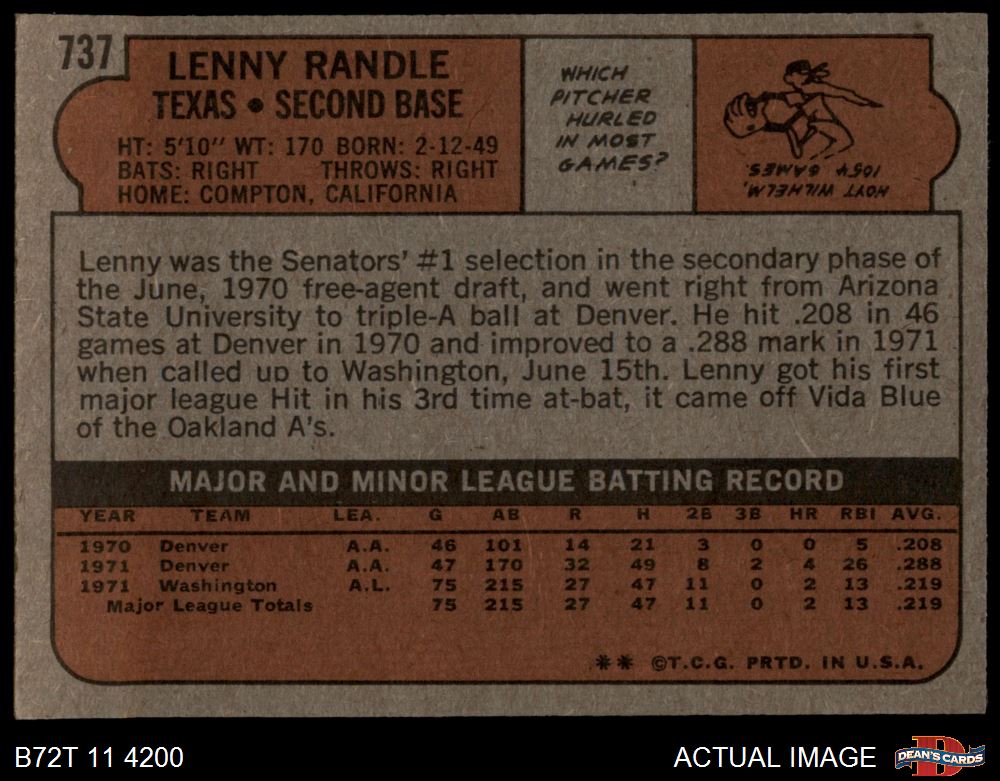 737
LENNY RANDLE
TEXAS • SECOND BASE
HT: 5'10" WT: 170 BORN: 2-12-49
BATS: RIGHT THROWS: RIGHT
HOME: COMPTON, CALIFORNIA
WHICH
PITCHER
HURLED
IN MOST
GAMES?
HOYT WILHELM,
1054 GAMES.
Lenny was the Senators' #1 selection in the secondary phase of
the June, 1970 free-agent draft, and went right from Arizona
State University to triple-A ball at Denver. He hit .208 in 46
games at Denver in 1970 and improved to a .288 mark in 1971
when called up to Washington, June 15th. Lenny got his first
major league Hit in his 3rd time at-bat, it came off Vida Blue
of the Oakland A's.
MAJOR AND MINOR LEAGUE BATTING RECORD
YEAR TEAM LEA. G AB R H 2B 3B HR RBI AVG.
1970 Denver A.A. 46 101 14 21 3 0 0 5 .208
1971 Denver A.A. 47 170 32 49 8 2 4 26 .288
1971 Washington A.L. 75 215 27 47 11 0 2 13 .219
Major League Totals 75 215 27 47 11 0 2 13 .219
** ©T.C.G. PRTD. IN U.S.A.
B72T 11 4200
ACTUAL IMAGE
D
DEAN'S CARDS